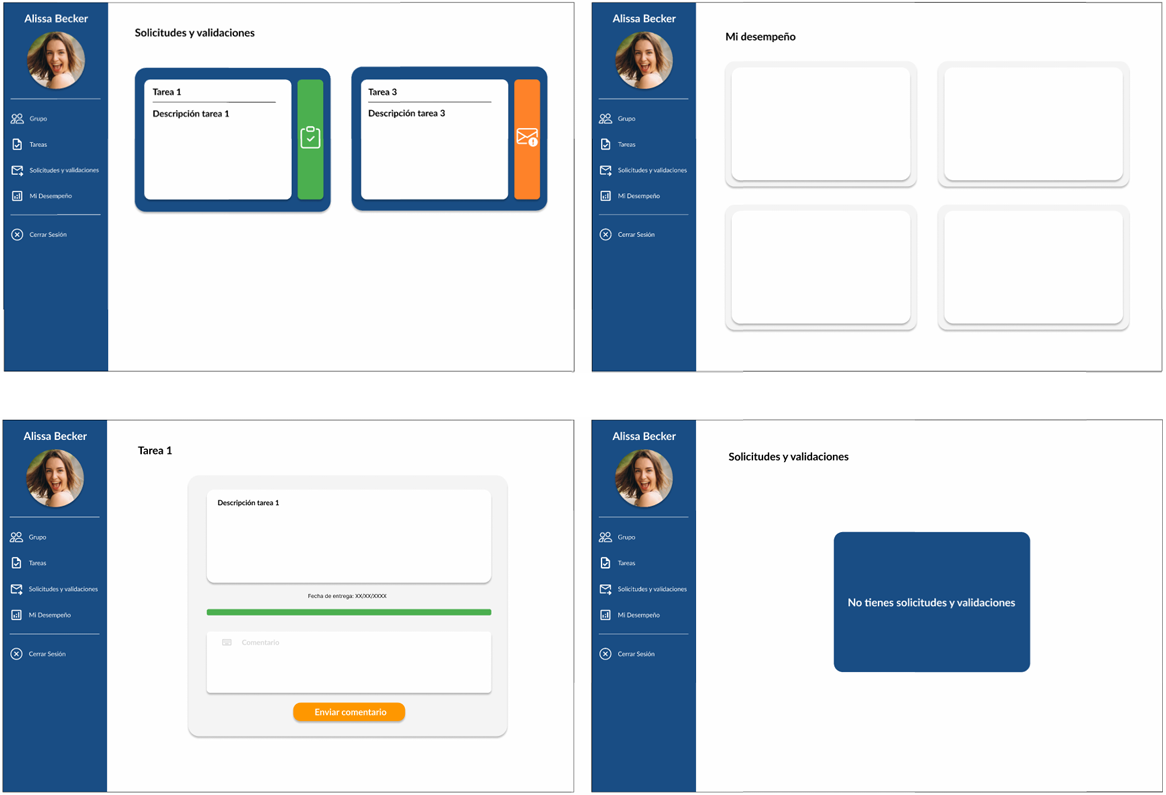 Alissa Becker
Grupo
Tareas
Solicitudes y validaciones
Mi Desempeño
Cerrar Sesión
Solicitudes y validaciones
Tarea 1
Descripción tarea 1
Tarea 3
Descripción tarea 3
Alissa Becker
Grupo
Tareas
Solicitudes y validaciones
Mi Desempeño
Cerrar Sesión
Mi desempeño
Alissa Becker
Grupo
Tareas
Solicitudes y validaciones
Mi Desempeño
Cerrar Sesión
Tarea 1
Descripción tarea 1
Fecha de entrega: XX/XX/XXXX
Comentario
Enviar comentario
Alissa Becker
Grupo
Tareas
Solicitudes y validaciones
Mi Desempeño
Cerrar Sesión
Solicitudes y validaciones
No tienes solicitudes y validaciones